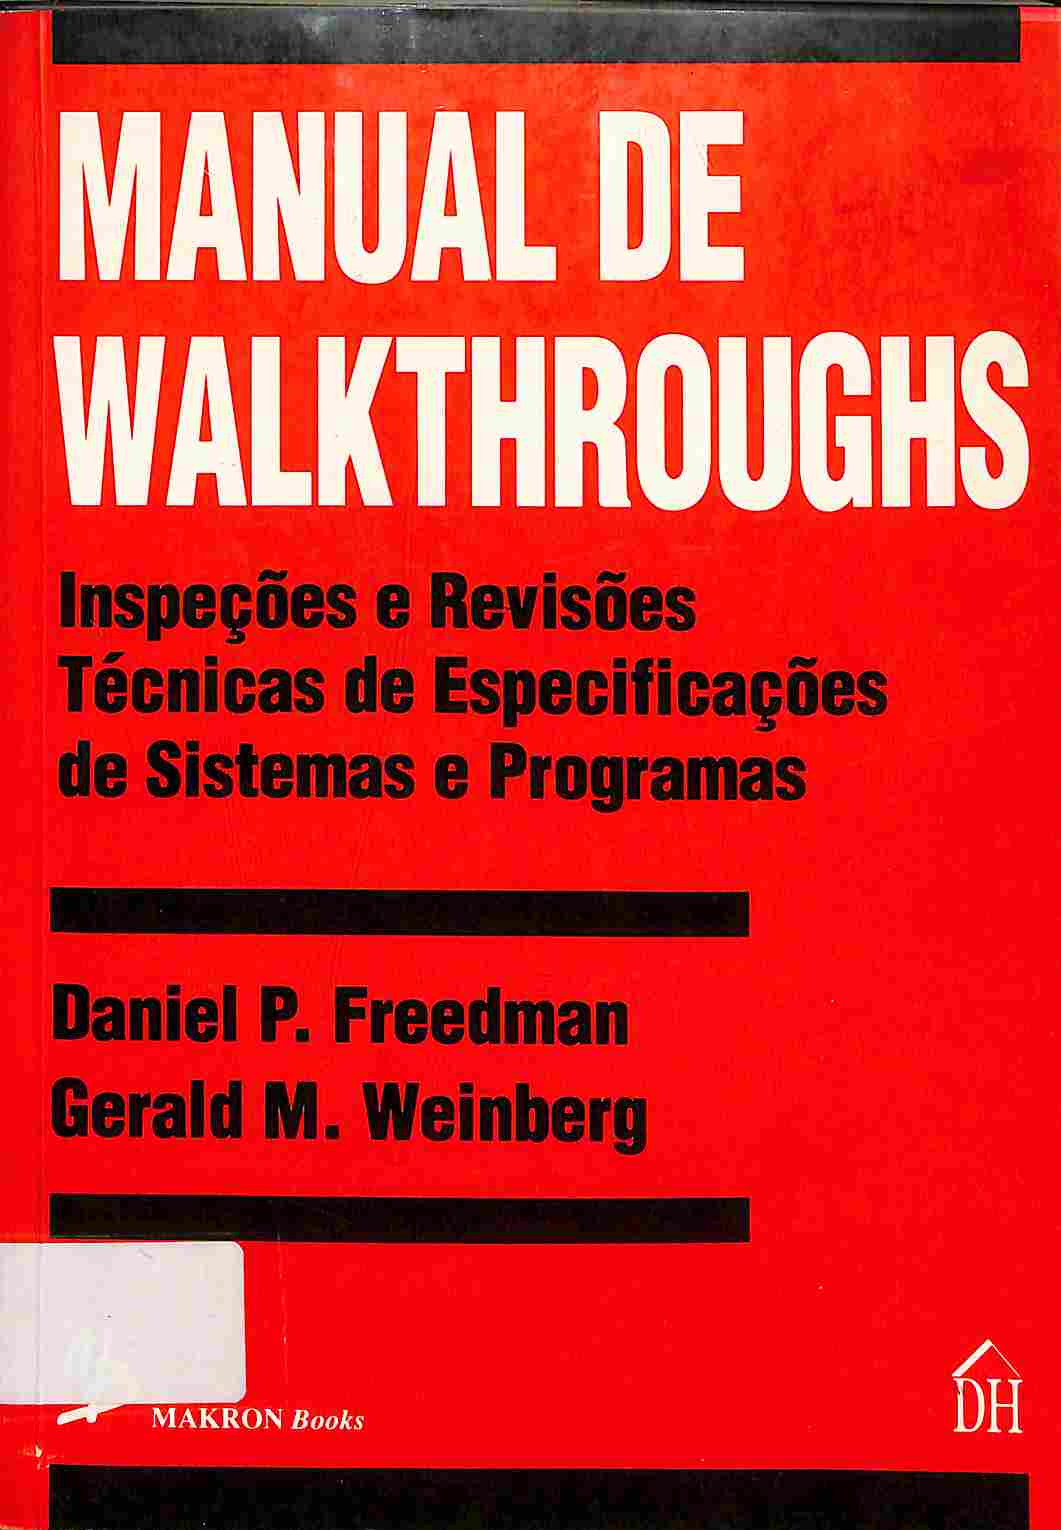 MANUAL DE
WALKTHROUGHS
Inspeções e Revisões
Técnicas de Especificações
de Sistemas e Programas
Daniel P. Freedman
Gerald M. Weinberg
MAKRON Books
DH